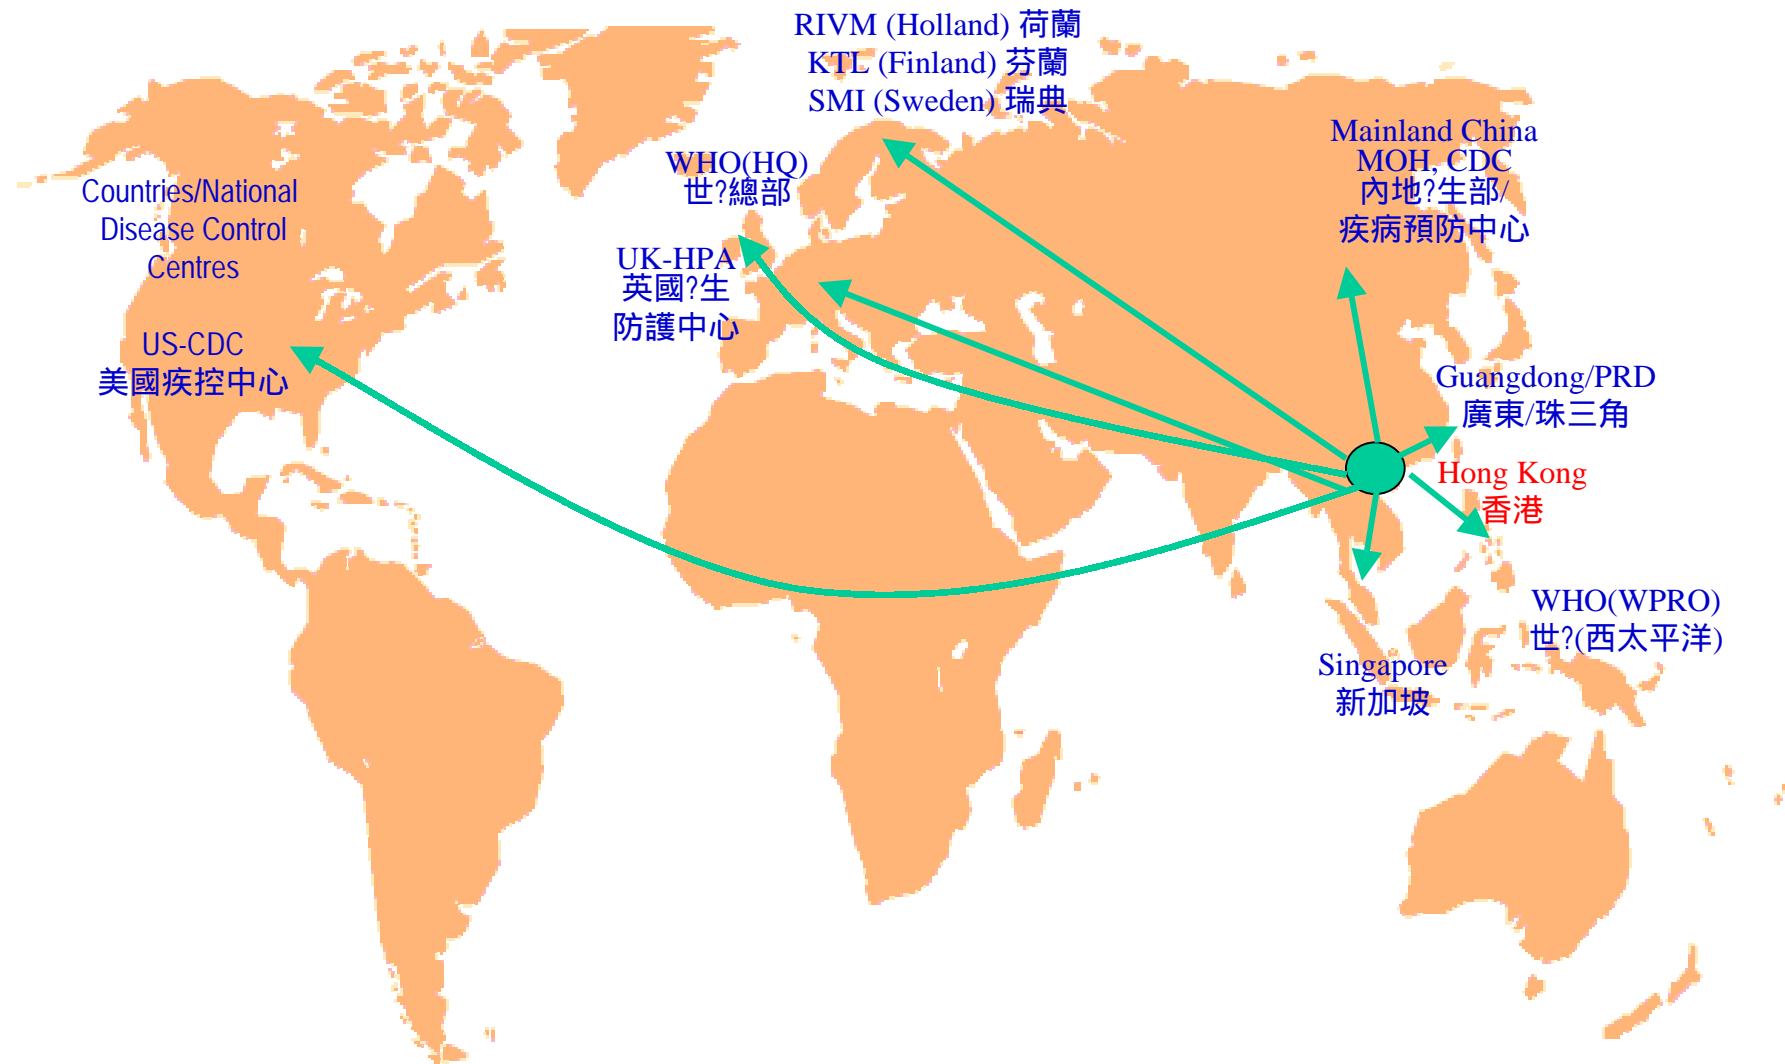 RIVM (Holland) 荷蘭
KTL (Finland) 芬蘭
SMI (Sweden) 瑞典
Mainland China
MOH, CDC
內地?生部/
疾病預防中心
WHO(HQ)
世?總部
Countries/National
Disease Control
Centres
UK-HPA
英國?生
防護中心
US-CDC
美國疾控中心
Guangdong/PRD
廣東/珠三角
Hong Kong
香港
WHO(WPRO)
世?(西太平洋)
Singapore
新加坡